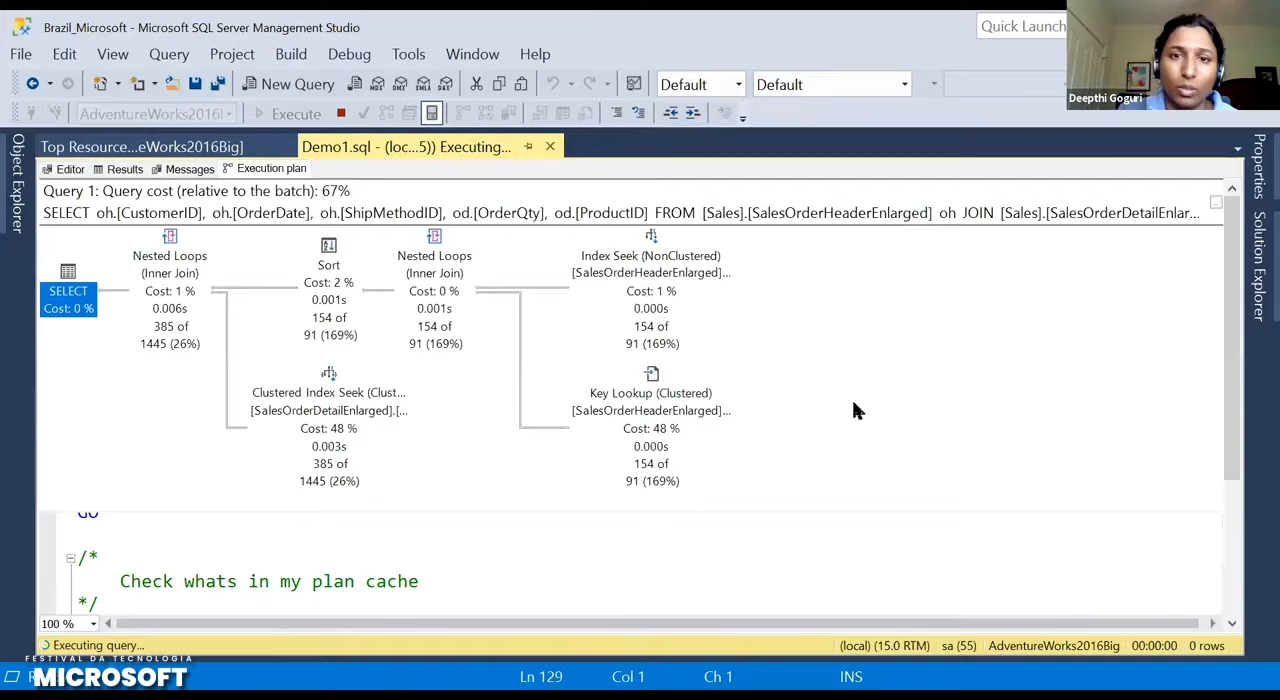 Brazil_Microsoft - Microsoft SQL Server Management Studio
Quick Launch
File Edit View Query Project Build Debug Tools Window Help
New Query
Default
Default
Deepthi Goguri
AdventureWorks2016
Execute
Top Resource...eWorks2016Big]
Demo1.sql - (loc...5)) Executing...
Object Explorer
Properties
Solution Explorer
Editor Results Messages Execution plan
Query 1: Query cost (relative to the batch): 67%
SELECT oh.[CustomerID], oh.[OrderDate], oh.[ShipMethodID], od.[OrderQty], od.[ProductID] FROM [Sales].[SalesOrderHeaderEnlarged] oh JOIN [Sales].[SalesOrderDetailEnlar...
SELECT
Cost: 0 %
Nested Loops
(Inner Join)
Cost: 1 %
0.006s
385 of
1445 (26%)
Sort
Cost: 2 %
0.001s
154 of
91 (169%)
Nested Loops
(Inner Join)
Cost: 0 %
0.001s
154 of
91 (169%)
Index Seek (NonClustered)
[SalesOrderHeaderEnlarged]...
Cost: 1 %
0.000s
154 of
91 (169%)
Clustered Index Seek (Clust...
[SalesOrderDetailEnlarged].[...
Cost: 48 %
0.003s
385 of
1445 (26%)
Key Lookup (Clustered)
[SalesOrderHeaderEnlarged]...
Cost: 48 %
0.000s
154 of
91 (169%)
GO
/*
Check whats in my plan cache
*/
100 %
Executing query...
(local) (15.0 RTM) sa (55) AdventureWorks2016Big 00:00:00 0 rows
FESTIVAL DA TECNOLOGIA
MICROSOFT
Ln 129 Col 1 Ch 1 INS